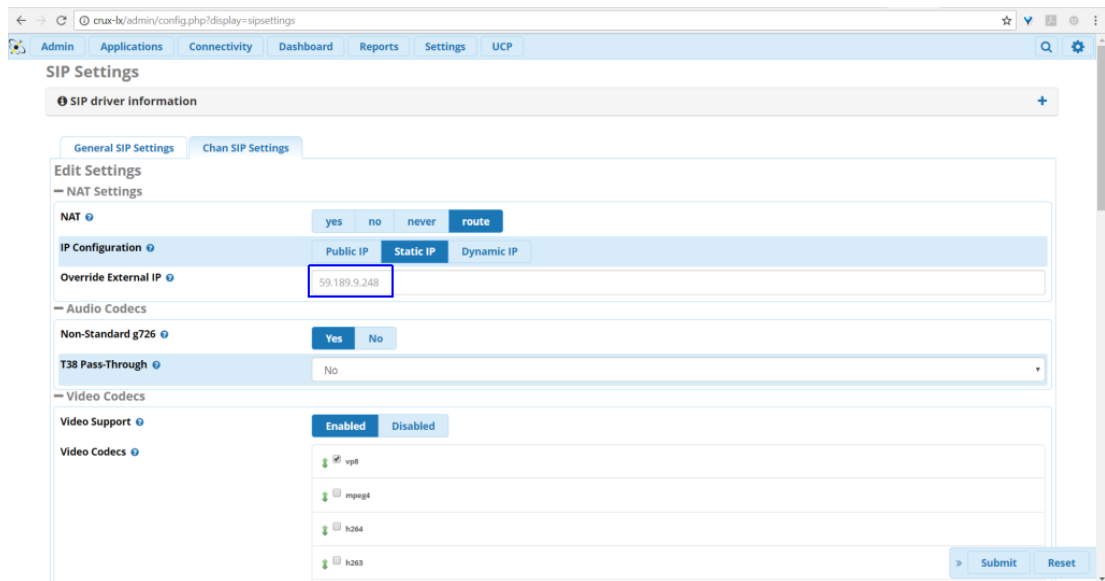 crux-lx/admin/config.php?display=sipsettings
Admin Applications Connectivity Dashboard Reports Settings UCP
SIP Settings
SIP driver information
General SIP Settings Chan SIP Settings
Edit Settings
NAT Settings
NAT yes no never route
IP Configuration Public IP Static IP Dynamic IP
Override External IP 59.189.9.248
Audio Codecs
Non-Standard g726 Yes No
T38 Pass-Through No
Video Codecs
Video Support Enabled Disabled
Video Codecs vp8
mpeg4
h264
h263
» Submit Reset